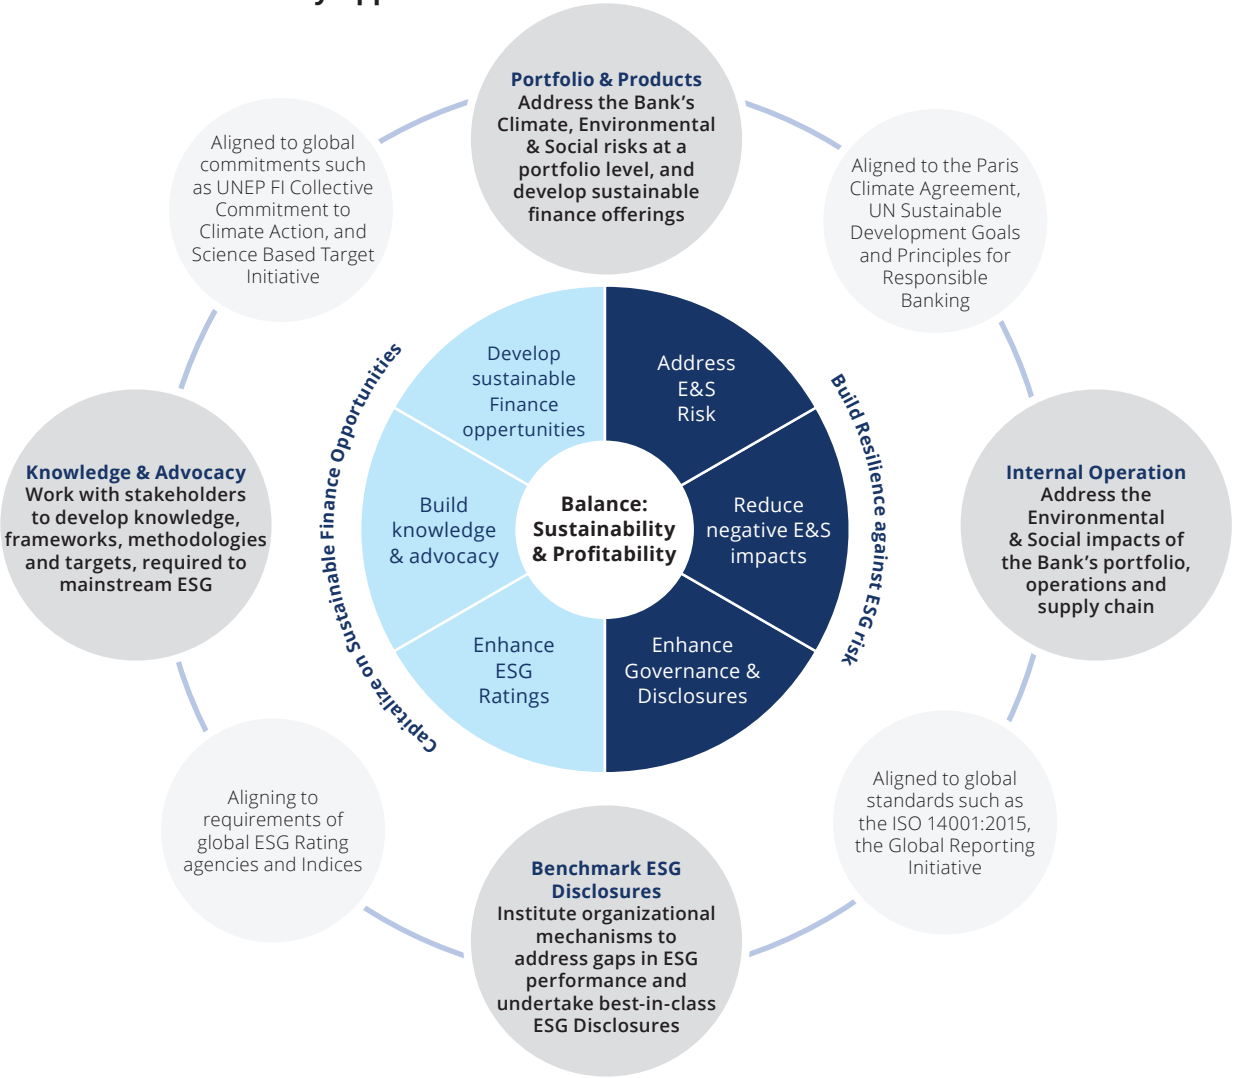 Portfolio & Products
Address the Bank's
Climate, Environmental
& Social risks at a
portfolio level, and
develop sustainable
finance offerings
Aligned to global
commitments such
as UNEP FI Collective
Commitment to
Climate Action, and
Science Based Target
Initiative
Aligned to the Paris
Climate Agreement,
UN Sustainable
Development Goals
and Principles for
Responsible
Banking
Capitalize on Sustainable Finance Opportunities
Develop
sustainable
Finance
oppertunities
Address
E&S
Risk
Build Resilience against ESG risk
Knowledge & Advocacy
Work with stakeholders
to develop knowledge,
frameworks, methodologies
and targets, required to
mainstream ESG
Build
knowledge
& advocacy
Balance:
Sustainability
& Profitability
Reduce
negative E&S
impacts
Internal Operation
Address the
Environmental
& Social impacts of
the Bank's portfolio,
operations and
supply chain
Enhance
ESG
Ratings
Enhance
Governance &
Disclosures
Aligning to
requirements of
global ESG Rating
agencies and Indices
Aligned to global
standards such as
the ISO 14001:2015,
the Global Reporting
Initiative
Benchmark ESG
Disclosures
Institute organizational
mechanisms to
address gaps in ESG
performance and
undertake best-in-class
ESG Disclosures